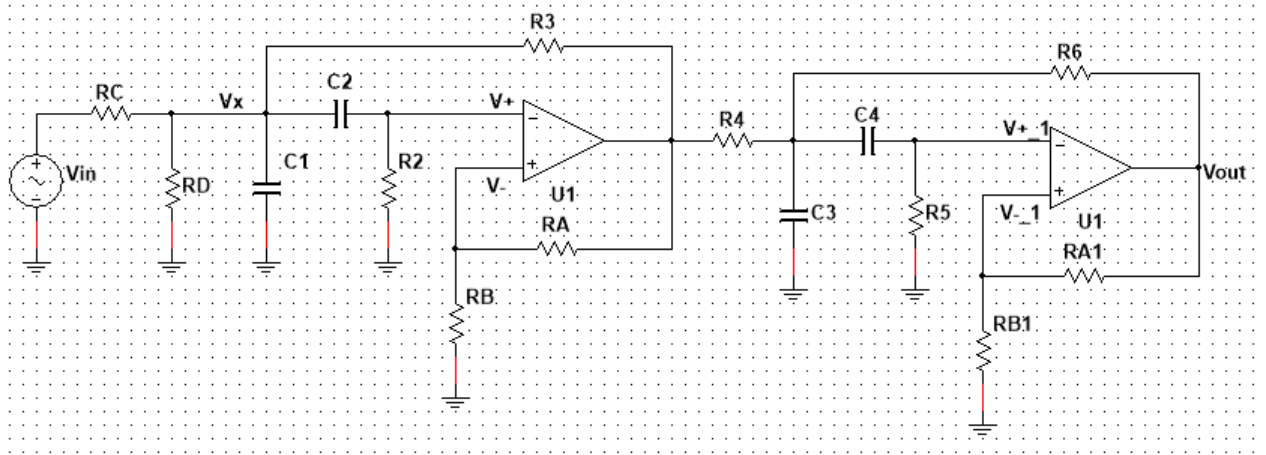 R3
R6
RC
Vx
C2
V+
R4
C4
V+_1
Vin
RD
C1
R2
V-
U1
RA
C3
R5
V-_1
U1
RA1
Vout
RB
RB1